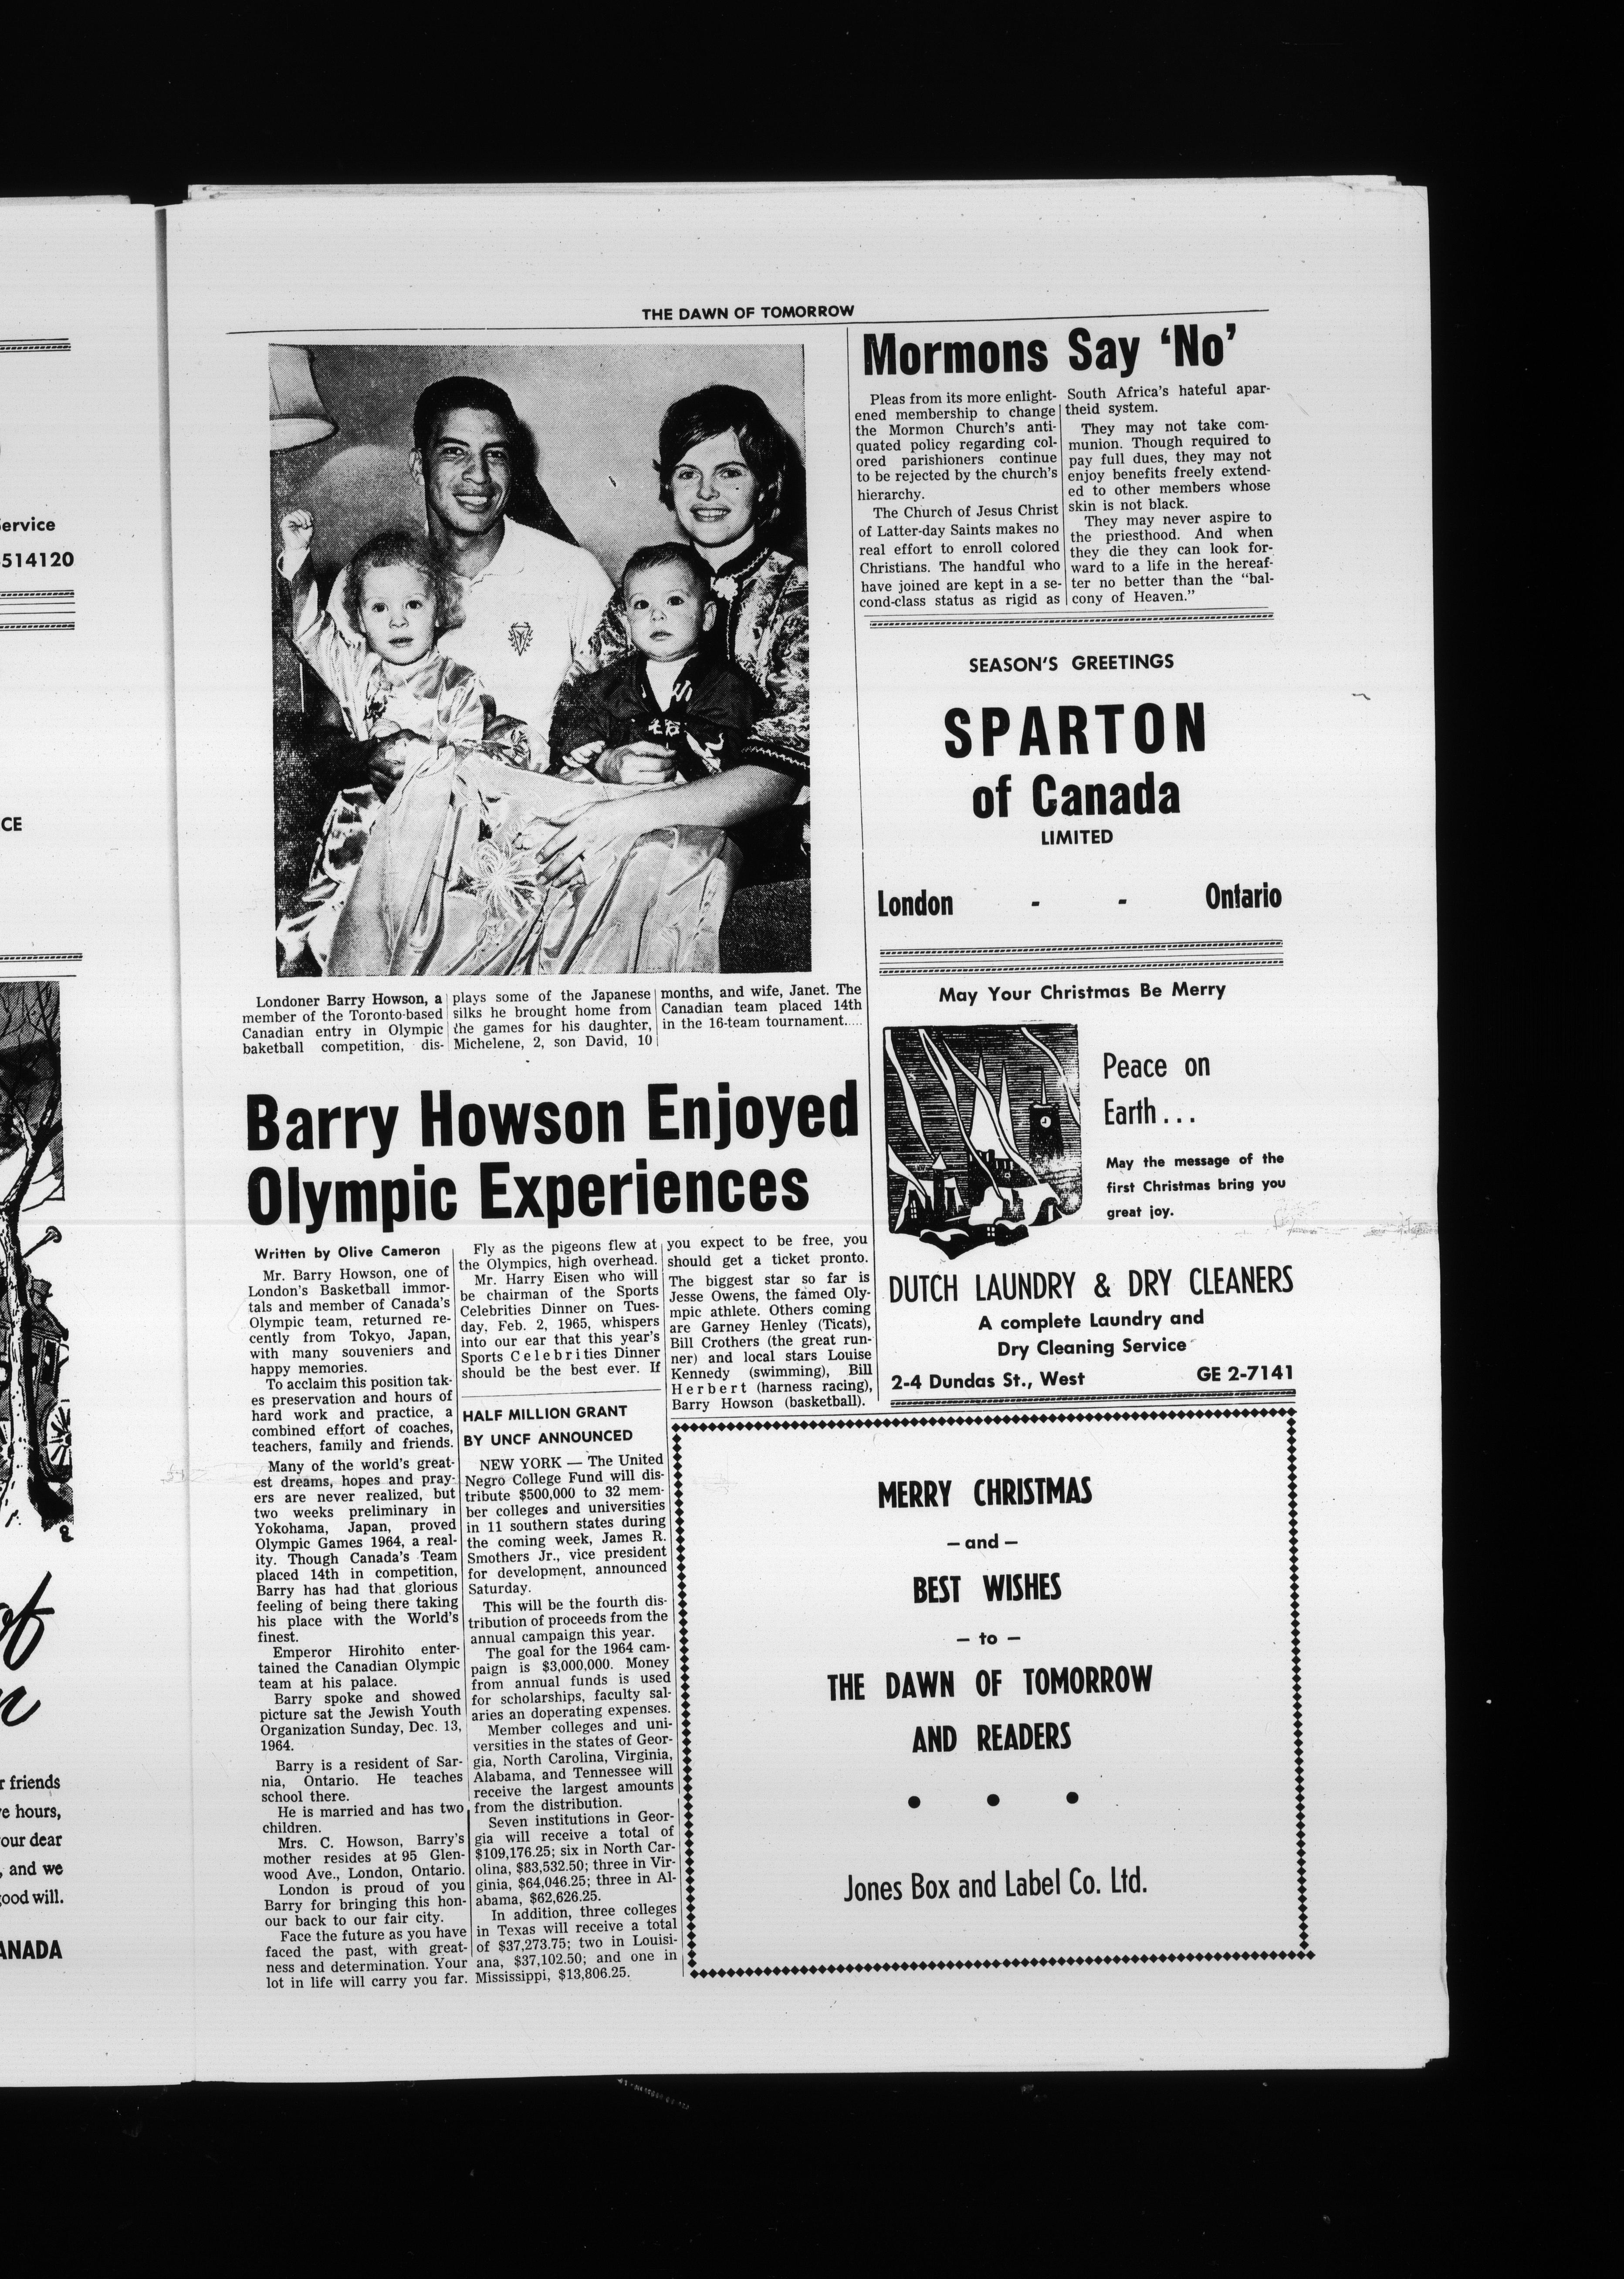 ervice
514120
CE
of
r friends
e hours,
our dear
, and we
ood will.
ANADA
THE DAWN OF TOMORROW
Londoner Barry Howson, a
member of the Toronto-based
Canadian entry in Olympic
baketball competition, dis-
plays some of the Japanese
silks he brought home from
the games for his daughter,
Michelene, 2, son David, 10
months, and wife, Janet. The
Canadian team placed 14th
in the 16-team tournament.....
Barry Howson Enjoyed
Olympic Experiences
Written by Olive Cameron
Mr. Barry Howson, one of
London's Basketball immor-
tals and member of Canada's
Olympic team, returned re-
cently from Tokyo, Japan,
with many souveniers and
happy memories.
To acclaim this position tak-
es preservation and hours of
hard work and practice, a
combined effort of coaches,
teachers, family and friends.
Many of the world's great-
est dreams, hopes and pray-
ers are never realized, but
two weeks preliminary in
Yokohama, Japan, proved
Olympic Games 1964, a real-
ity. Though Canada's Team
placed 14th in competition,
Barry has had that glorious
feeling of being there taking
his place with the World's
finest.
Emperor Hirohito enter-
tained the Canadian Olympic
team at his palace.
Barry spoke and showed
picture sat the Jewish Youth
Organization Sunday, Dec. 13,
1964.
Barry is a resident of Sar-
nia, Ontario. He teaches
school there.
He is married and has two
children.
Mrs. C. Howson, Barry's
mother resides at 95 Glen-
wood Ave., London, Ontario.
London is proud of you
Barry for bringing this hon-
our back to our fair city.
Face the future as you have
faced the past, with great-
ness and determination. Your
lot in life will carry you far.
Fly as the pigeons flew at
the Olympics, high overhead.
Mr. Harry Eisen who will
be chairman of the Sports
Celebrities Dinner on Tues-
day, Feb. 2, 1965, whispers
into our ear that this year's
Sports Celebrities Dinner
should be the best ever. If
you expect to be free, you
should get a ticket pronto.
The biggest star so far is
Jesse Owens, the famed Oly-
mpic athlete. Others coming
are Garney Henley (Ticats),
Bill Crothers (the great run-
ner) and local stars Louise
Kennedy (swimming), Bill
Herbert (harness racing),
Barry Howson (basketball).
HALF MILLION GRANT
BY UNCF ANNOUNCED
NEW YORK — The United
Negro College Fund will dis-
tribute $500,000 to 32 mem-
ber colleges and universities
in 11 southern states during
the coming week, James R.
Smothers Jr., vice president
for development, announced
Saturday.
This will be the fourth dis-
tribution of proceeds from the
annual campaign this year.
The goal for the 1964 cam-
paign is $3,000,000. Money
from annual funds is used
for scholarships, faculty sal-
aries an doperating expenses.
Member colleges and uni-
versities in the states of Geor-
gia, North Carolina, Virginia,
Alabama, and Tennessee will
receive the largest amounts
from the distribution.
Seven institutions in Geor-
gia will receive a total of
$109,176.25; six in North Car-
olina, $83,532.50; three in Vir-
ginia, $64,046.25; three in Al-
abama, $62,626.25.
In addition, three colleges
in Texas will receive a total
of $37,273.75; two in Louisi-
ana, $37,102.50; and one in
Mississippi, $13,806.25.
Mormons Say 'No'
Pleas from its more enlight-
ened membership to change
the Mormon Church's anti-
quated policy regarding col-
ored parishioners continue
to be rejected by the church's
hierarchy.
The Church of Jesus Christ
of Latter-day Saints makes no
real effort to enroll colored
Christians. The handful who
have joined are kept in a se-
cond-class status as rigid as
South Africa's hateful apar-
theid system.
They may not take com-
munion. Though required to
pay full dues, they may not
enjoy benefits freely extend-
ed to other members whose
skin is not black.
They may never aspire to
the priesthood. And when
they die they can look for-
ward to a life in the hereaf-
ter no better than the "bal-
cony of Heaven."
SEASON'S GREETINGS
SPARTON
of Canada
LIMITED
London - - Ontario
May Your Christmas Be Merry
Peace on
Earth...
May the message of the
first Christmas bring you
great joy.
DUTCH LAUNDRY & DRY CLEANERS
A complete Laundry and
Dry Cleaning Service
2-4 Dundas St., West GE 2-7141
MERRY CHRISTMAS
— and —
BEST WISHES
— to —
THE DAWN OF TOMORROW
AND READERS
• • •
Jones Box and Label Co. Ltd.